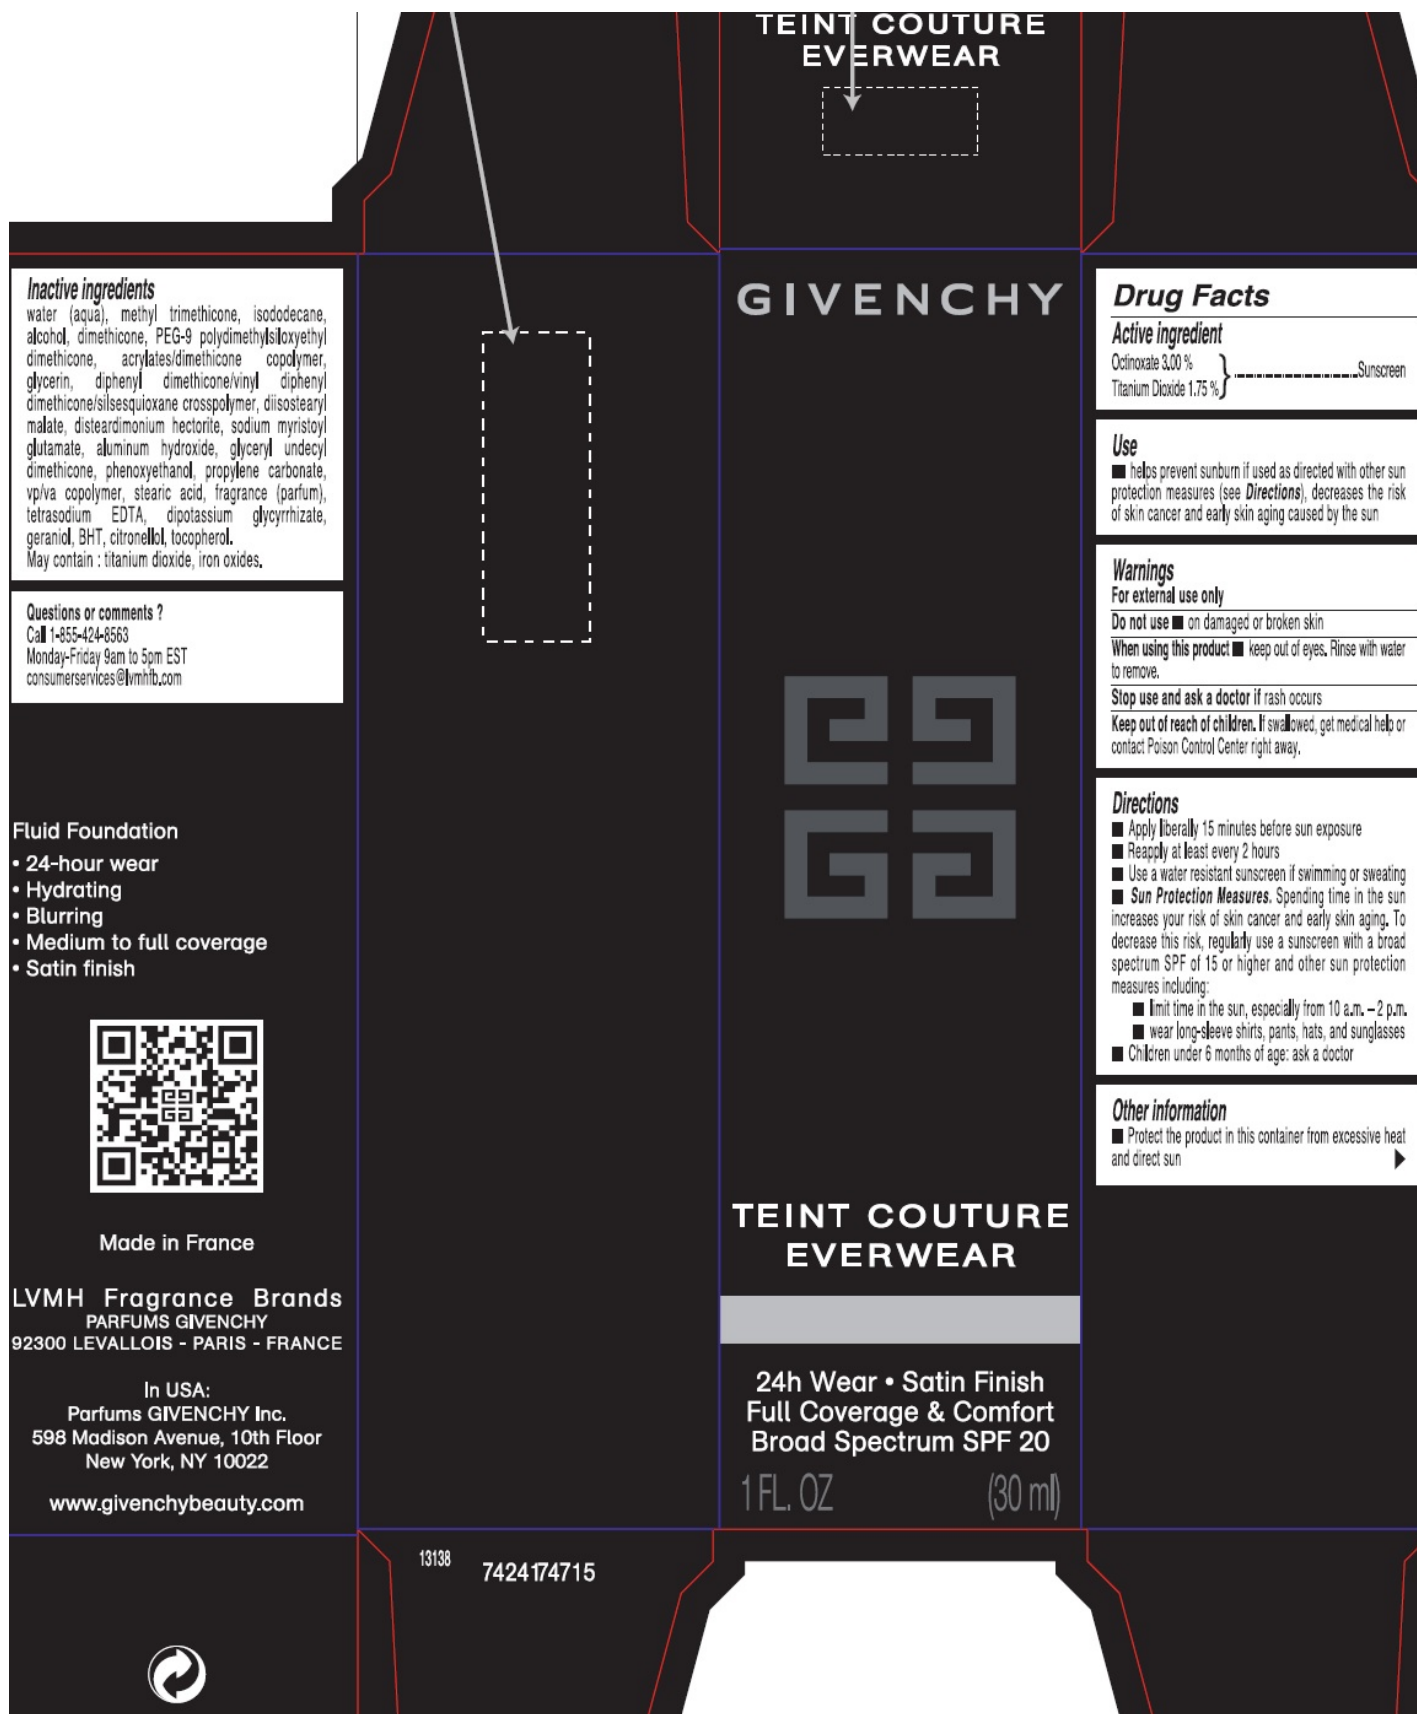 TEINT COUTURE
EVERWEAR
Inactive ingredients
water (aqua), methyl trimethicone, isododecane,
alcohol, dimethicone, PEG-9 polydimethylsiloxyethyl
dimethicone, acrylates/dimethicone copolymer,
glycerin, diphenyl dimethicone/vinyl diphenyl
dimethicone/silsesquioxane crosspolymer, diisostearyl
malate, disteardimonium hectorite, sodium myristoyl
glutamate, aluminum hydroxide, glyceryl undecyl
dimethicone, phenoxyethanol, propylene carbonate,
vp/va copolymer, stearic acid, fragrance (parfum),
tetrasodium EDTA, dipotassium glycyrrhizate,
geraniol, BHT, citronellol, tocopherol.
May contain : titanium dioxide, iron oxides.
Questions or comments ?
Call 1-855-424-8563
Monday-Friday 9am to 5pm EST
consumerservices@lvmhfb.com
Fluid Foundation
• 24-hour wear
• Hydrating
• Blurring
• Medium to full coverage
• Satin finish
Made in France
LVMH Fragrance Brands
PARFUMS GIVENCHY
92300 LEVALLOIS - PARIS - FRANCE
In USA:
Parfums GIVENCHY Inc.
598 Madison Avenue, 10th Floor
New York, NY 10022
www.givenchybeauty.com
13138
7424174715
GIVENCHY
TEINT COUTURE
EVERWEAR
24h Wear • Satin Finish
Full Coverage & Comfort
Broad Spectrum SPF 20
1 FL. OZ (30 ml)
Drug Facts
Active ingredient
Octinoxate 3.00 %
Titanium Dioxide 1.75 % } ........................Sunscreen
Use
■ helps prevent sunburn if used as directed with other sun
protection measures (see Directions), decreases the risk
of skin cancer and early skin aging caused by the sun
Warnings
For external use only
Do not use ■ on damaged or broken skin
When using this product ■ keep out of eyes. Rinse with water
to remove.
Stop use and ask a doctor if rash occurs
Keep out of reach of children. If swallowed, get medical help or
contact Poison Control Center right away.
Directions
■ Apply liberally 15 minutes before sun exposure
■ Reapply at least every 2 hours
■ Use a water resistant sunscreen if swimming or sweating
■ Sun Protection Measures. Spending time in the sun
increases your risk of skin cancer and early skin aging. To
decrease this risk, regularly use a sunscreen with a broad
spectrum SPF of 15 or higher and other sun protection
measures including:
■ limit time in the sun, especially from 10 a.m. – 2 p.m.
■ wear long-sleeve shirts, pants, hats, and sunglasses
■ Children under 6 months of age: ask a doctor
Other information
■ Protect the product in this container from excessive heat
and direct sun